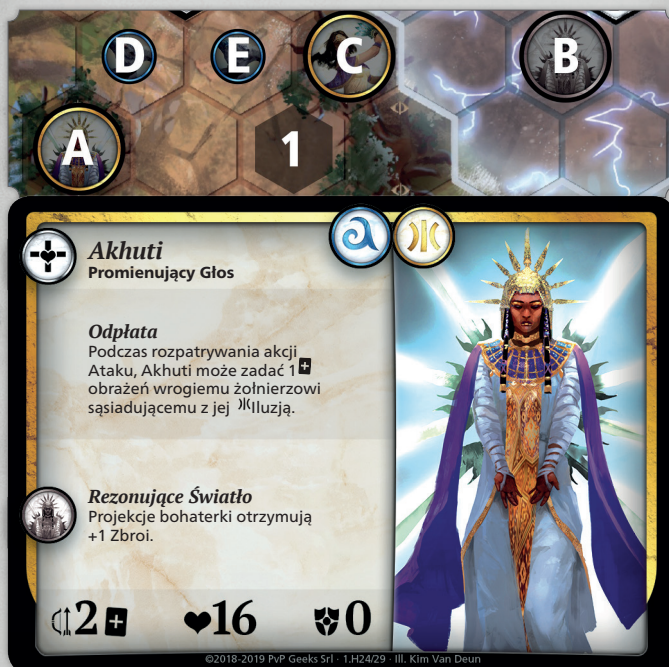 D E C B
A 1
Akhuti
Promienujący Głos
Odpłata
Podczas rozpatrywania akcji
Ataku, Akhuti może zadać 1
obrażeń wrogiemu żołnierzowi
sąsiadującemu z jej Iluzją.
Rezonujące Światło
Projekcje bohaterki otrzymują
+1 Zbroi.
2 16 0
©2018-2019 PvP Geeks Srl · 1.H24/29 · Ill. Kim Van Deun